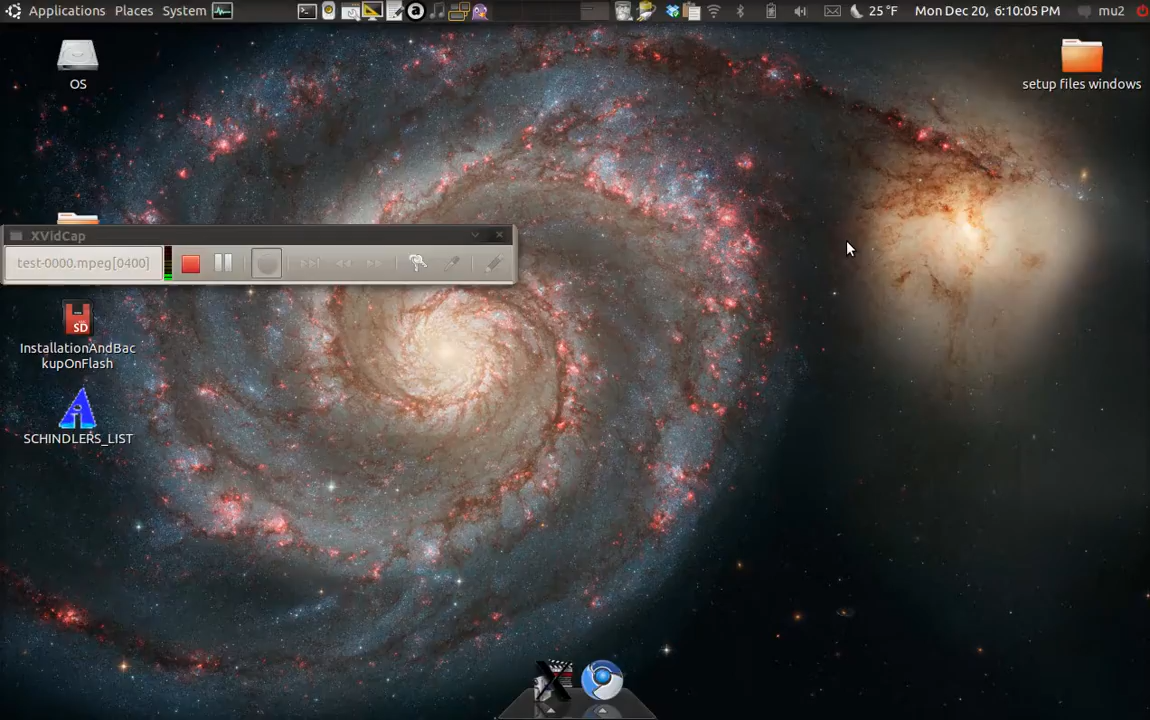 Applications Places System
25 °F Mon Dec 20, 6:10:05 PM mu2
OS
setup files windows
XVidCap
test-0000.mpeg[0400]
SD
InstallationAndBac
kupOnFlash
SCHINDLERS_LIST